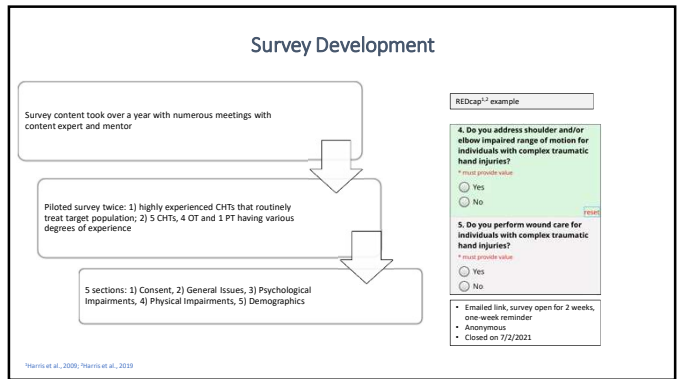 Survey Development
Survey content took over a year with numerous meetings with
content expert and mentor
Piloted survey twice: 1) highly experienced CHTs that routinely
treat target population; 2) 5 CHTs, 4 OT and 1 PT having various
degrees of experience
5 sections: 1) Consent, 2) General Issues, 3) Psychological
Impairments, 4) Physical Impairments, 5) Demographics
REDcap1,2 example
4. Do you address shoulder and/or
elbow impaired range of motion for
individuals with complex traumatic
hand injuries?
* must provide value
Yes
No
reset
5. Do you perform wound care for
individuals with complex traumatic
hand injuries?
* must provide value
Yes
No
• Emailed link, survey open for 2 weeks,
one-week reminder
• Anonymous
• Closed on 7/2/2021
1Harris et al., 2009; 2Harris et al., 2019